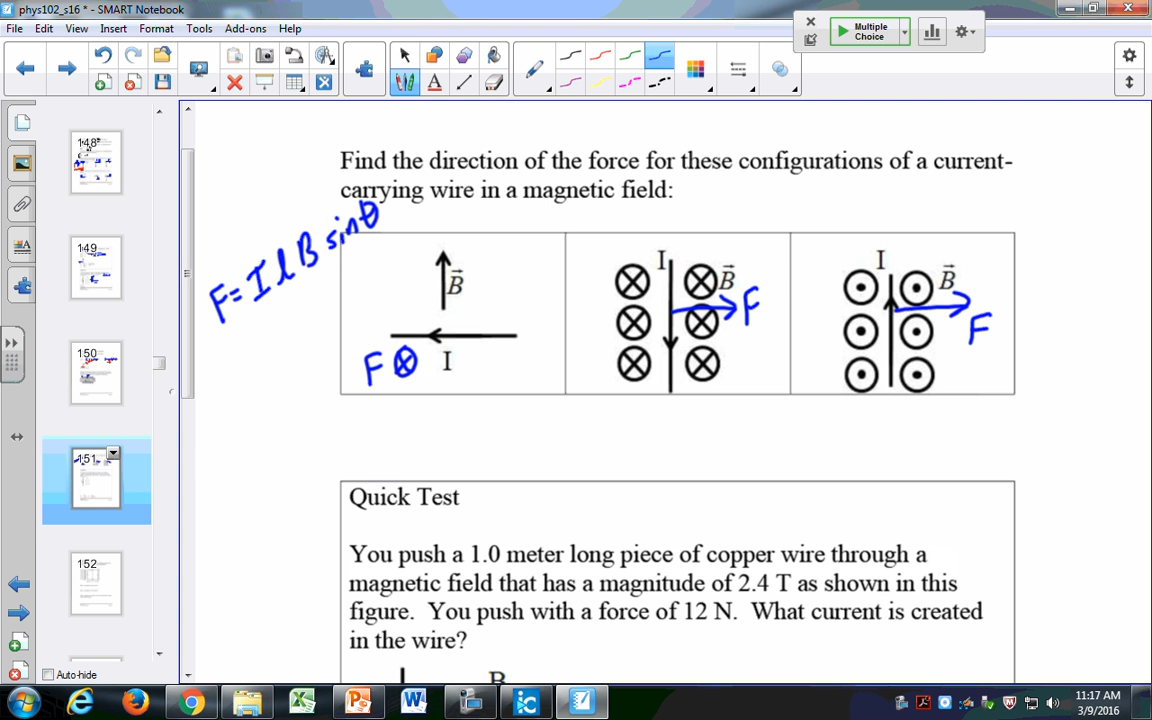 phys102_s16 * - SMART Notebook
File Edit View Insert Format Tools Add-ons Help
Multiple
Choice
148
149
150
151
152
Auto-hide
Find the direction of the force for these configurations of a current-
carrying wire in a magnetic field:
F = I l B sinθ
B
I
F
I
B
F
I
B
F
Quick Test
You push a 1.0 meter long piece of copper wire through a
magnetic field that has a magnitude of 2.4 T as shown in this
figure. You push with a force of 12 N. What current is created
in the wire?
B
11:17 AM
3/9/2016